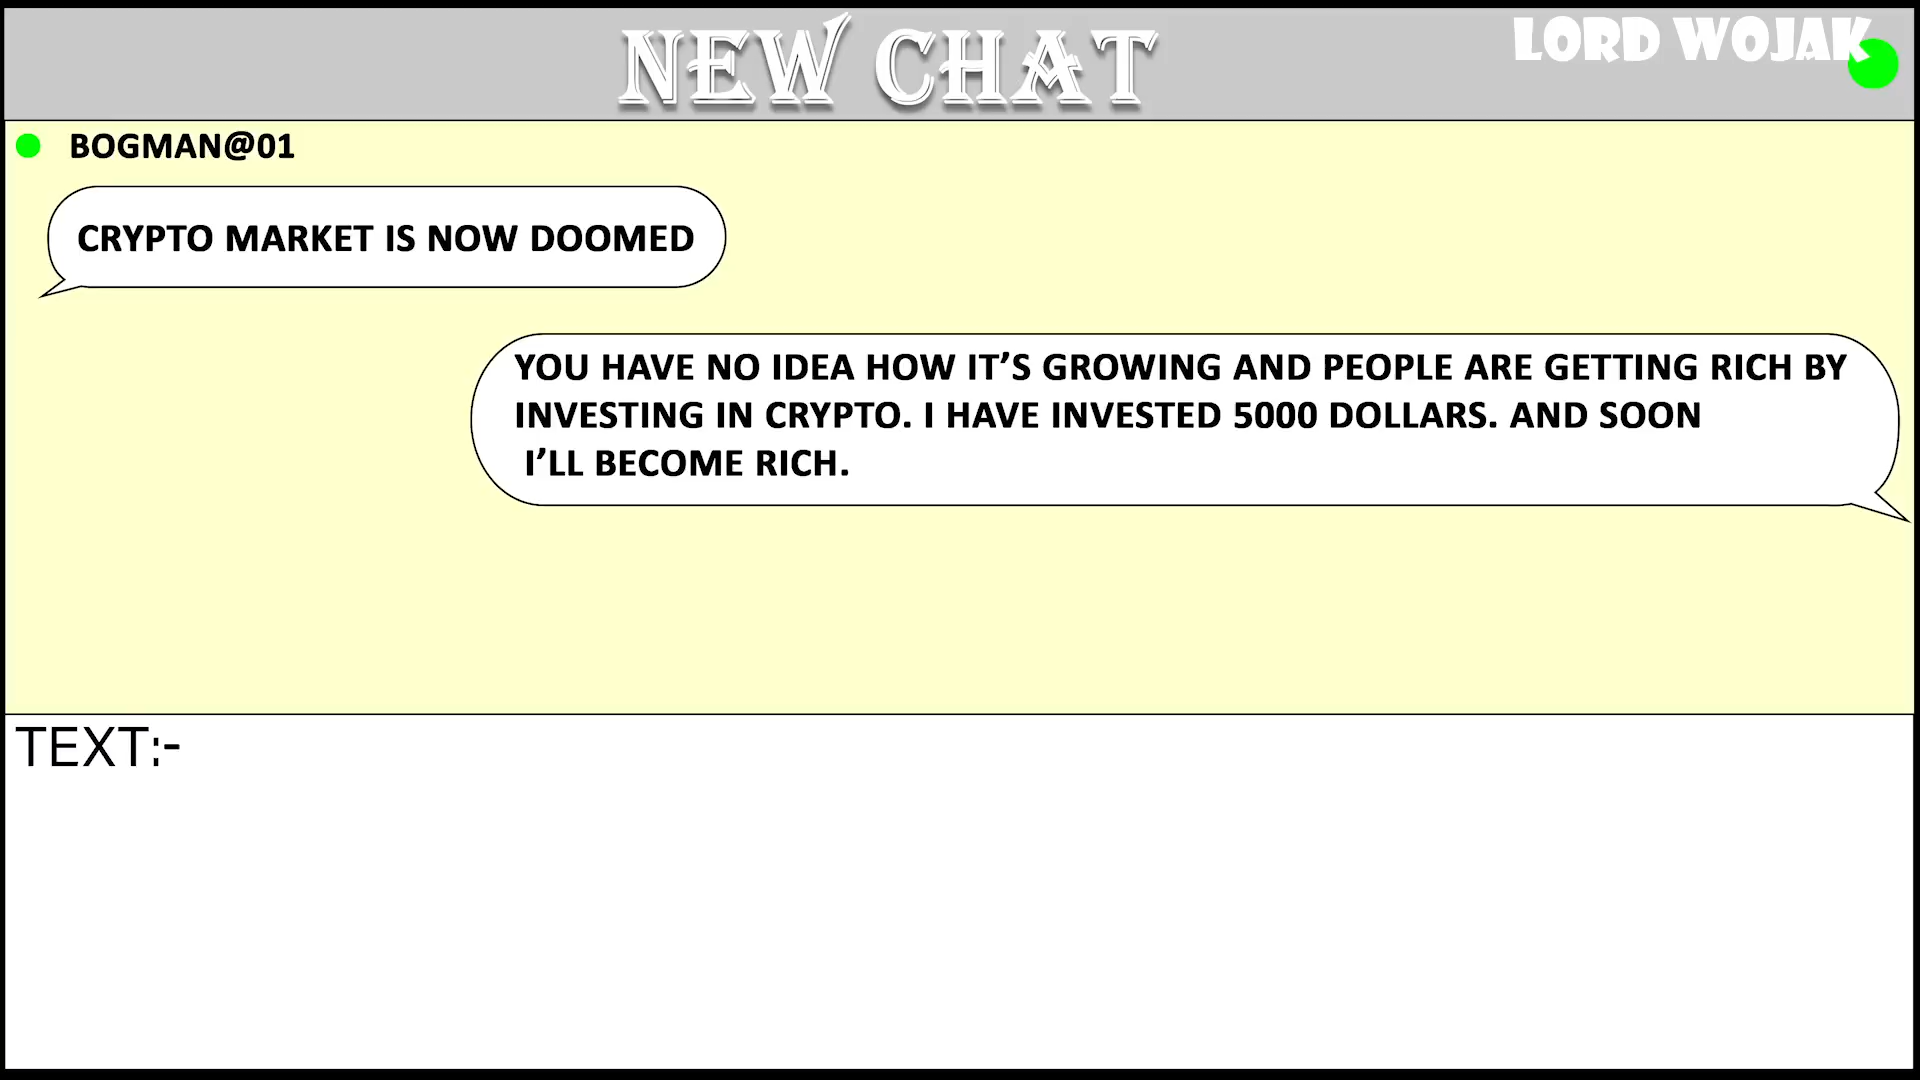 NEW CHAT
LORD WOJAK
BOGMAN@01
CRYPTO MARKET IS NOW DOOMED
YOU HAVE NO IDEA HOW IT’S GROWING AND PEOPLE ARE GETTING RICH BY
INVESTING IN CRYPTO. I HAVE INVESTED 5000 DOLLARS. AND SOON
I’LL BECOME RICH.
TEXT:-